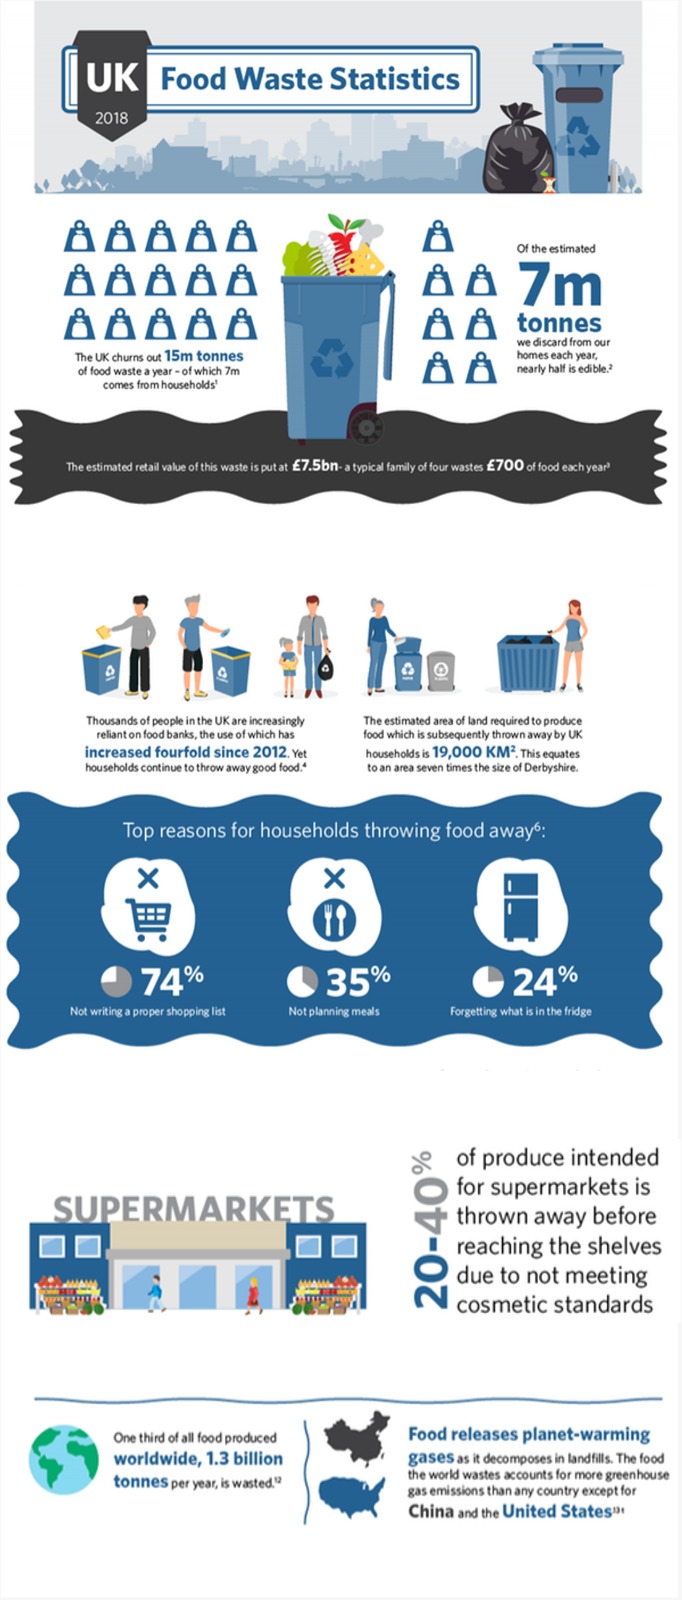 UK
2018
Food Waste Statistics
The UK churns out 15m tonnes
of food waste a year – of which 7m
comes from households¹
Of the estimated
7m
tonnes
we discard from our
homes each year,
nearly half is edible.²
The estimated retail value of this waste is put at £7.5bn- a typical family of four wastes £700 of food each year³
Thousands of people in the UK are increasingly
reliant on food banks, the use of which has
increased fourfold since 2012. Yet
households continue to throw away good food.⁴
The estimated area of land required to produce
food which is subsequently thrown away by UK
households is 19,000 KM². This equates
to an area seven times the size of Derbyshire.
Top reasons for households throwing food away⁶:
74%
Not writing a proper shopping list
35%
Not planning meals
24%
Forgetting what is in the fridge
SUPERMARKETS
20-40%
of produce intended
for supermarkets is
thrown away before
reaching the shelves
due to not meeting
cosmetic standards
One third of all food produced
worldwide, 1.3 billion
tonnes per year, is wasted.¹²
Food releases planet-warming
gases as it decomposes in landfills. The food
the world wastes accounts for more greenhouse
gas emissions than any country except for
China and the United States